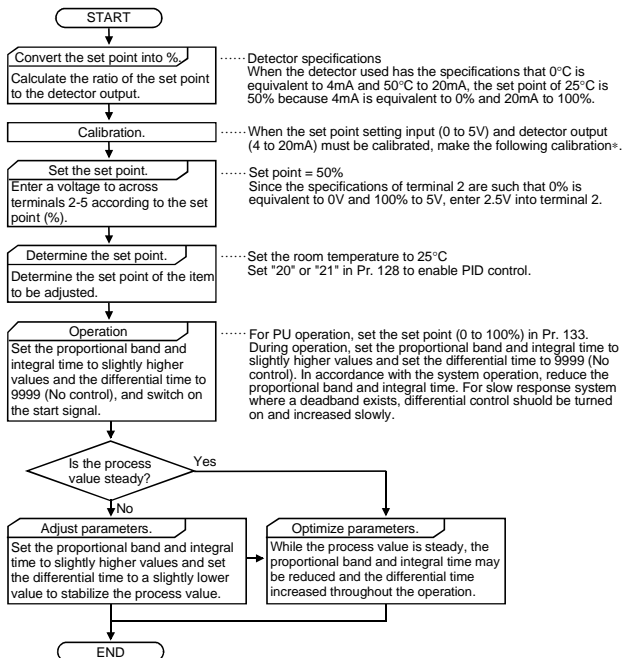 START
Convert the set point into %.
Calculate the ratio of the set point
to the detector output.
······Detector specifications
When the detector used has the specifications that 0°C is
equivalent to 4mA and 50°C to 20mA, the set point of 25°C is
50% because 4mA is equivalent to 0% and 20mA to 100%.
Calibration.
······When the set point setting input (0 to 5V) and detector output
(4 to 20mA) must be calibrated, make the following calibration*.
Set the set point.
Enter a voltage to across
terminals 2-5 according to the set
point (%).
······Set point = 50%
Since the specifications of terminal 2 are such that 0% is
equivalent to 0V and 100% to 5V, enter 2.5V into terminal 2.
Determine the set point.
Determine the set point of the item
to be adjusted.
······Set the room temperature to 25°C
Set "20" or "21" in Pr. 128 to enable PID control.
Operation
Set the proportional band and
integral time to slightly higher
values and the differential time to
9999 (No control), and switch on
the start signal.
······For PU operation, set the set point (0 to 100%) in Pr. 133.
During operation, set the proportional band and integral time to
slightly higher values and set the differential time to 9999 (No
control). In accordance with the system operation, reduce the
proportional band and integral time. For slow response system
where a deadband exists, differential control shuold be turned
on and increased slowly.
Is the process
value steady?
Yes
No
Adjust parameters.
Set the proportional band and integral
time to slightly higher values and set
the differential time to a slightly lower
value to stabilize the process value.
Optimize parameters.
While the process value is steady, the
proportional band and integral time may
be reduced and the differential time
increased throughout the operation.
END